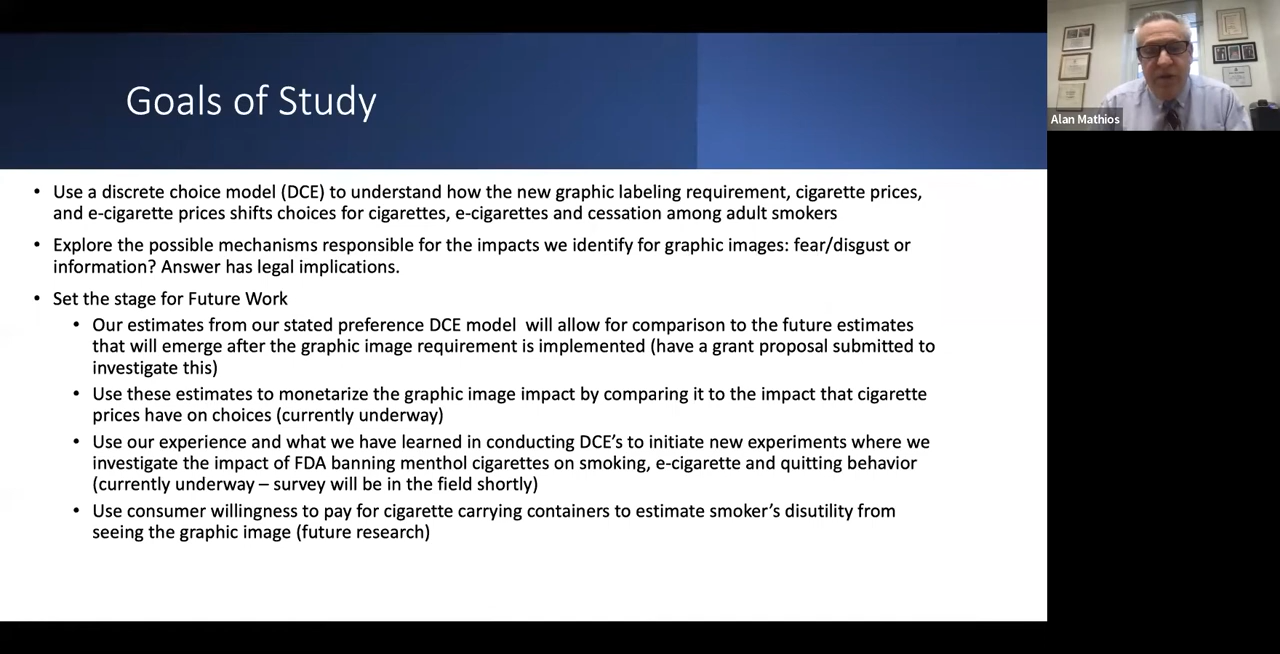 Goals of Study
Alan Mathios
• Use a discrete choice model (DCE) to understand how the new graphic labeling requirement, cigarette prices,
and e-cigarette prices shifts choices for cigarettes, e-cigarettes and cessation among adult smokers
• Explore the possible mechanisms responsible for the impacts we identify for graphic images: fear/disgust or
information? Answer has legal implications.
• Set the stage for Future Work
• Our estimates from our stated preference DCE model will allow for comparison to the future estimates
that will emerge after the graphic image requirement is implemented (have a grant proposal submitted to
investigate this)
• Use these estimates to monetarize the graphic image impact by comparing it to the impact that cigarette
prices have on choices (currently underway)
• Use our experience and what we have learned in conducting DCE's to initiate new experiments where we
investigate the impact of FDA banning menthol cigarettes on smoking, e-cigarette and quitting behavior
(currently underway – survey will be in the field shortly)
• Use consumer willingness to pay for cigarette carrying containers to estimate smoker's disutility from
seeing the graphic image (future research)